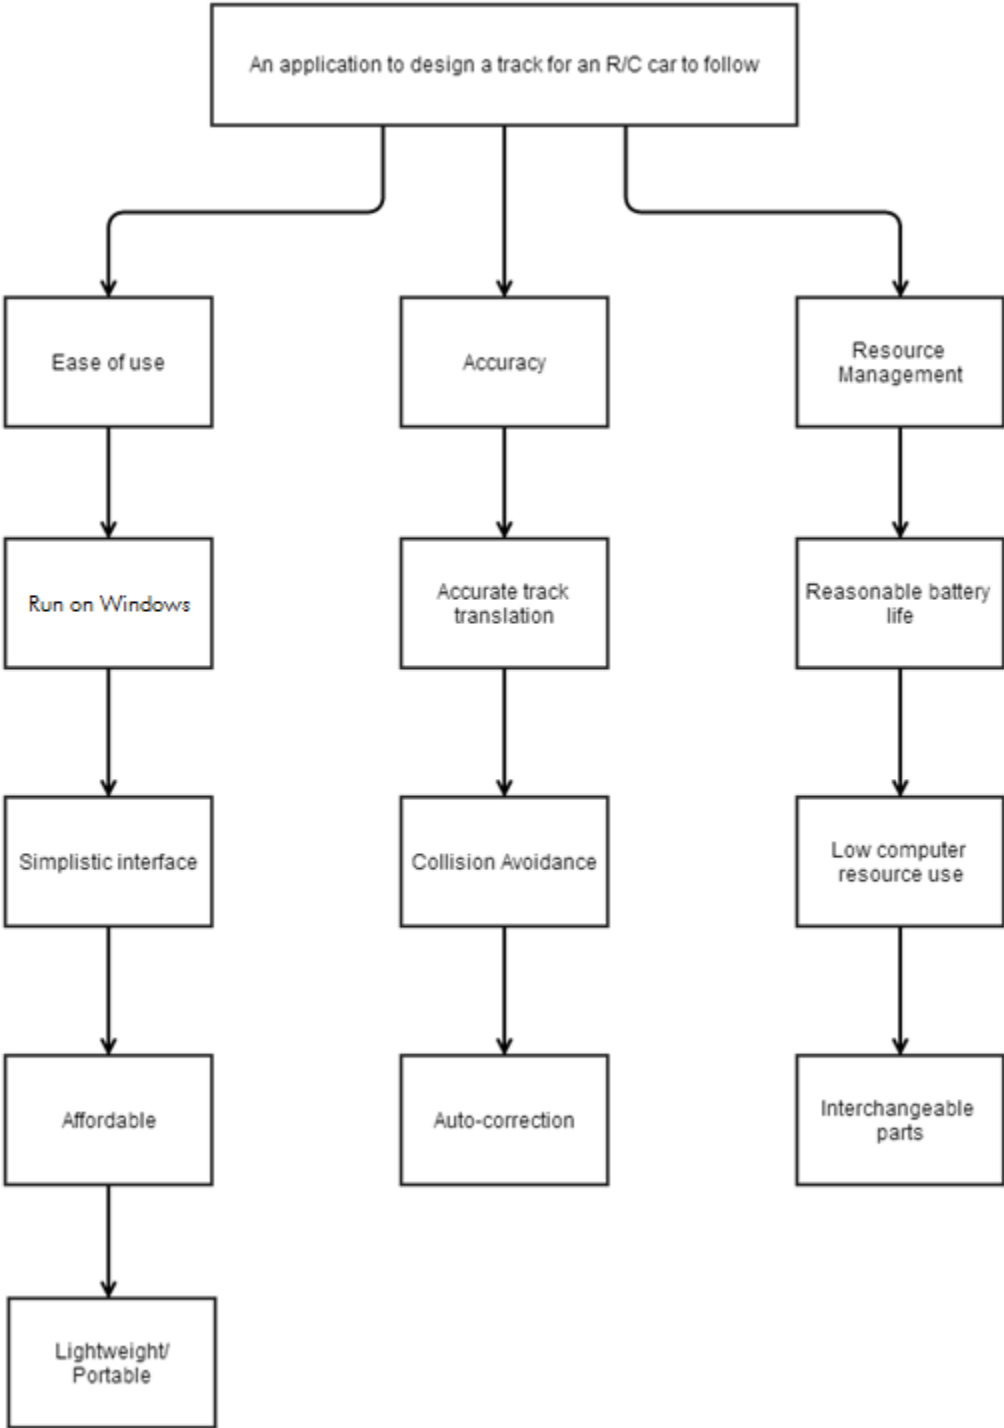 An application to design a track for an R/C car to follow
Ease of use
Accuracy
Resource
Management
Run on Windows
Accurate track
translation
Reasonable battery
life
Simplistic interface
Collision Avoidance
Low computer
resource use
Affordable
Auto-correction
Interchangeable
parts
Lightweight/
Portable